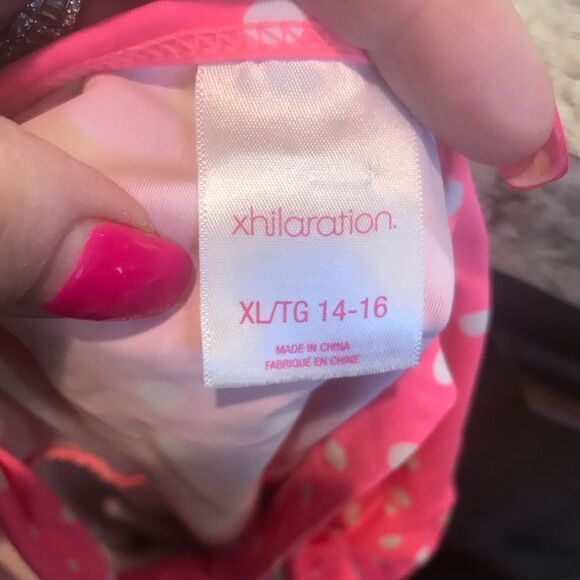 xhilaration.
XL/TG 14-16
MADE IN CHINA
FABRIQUÉ EN CHINE